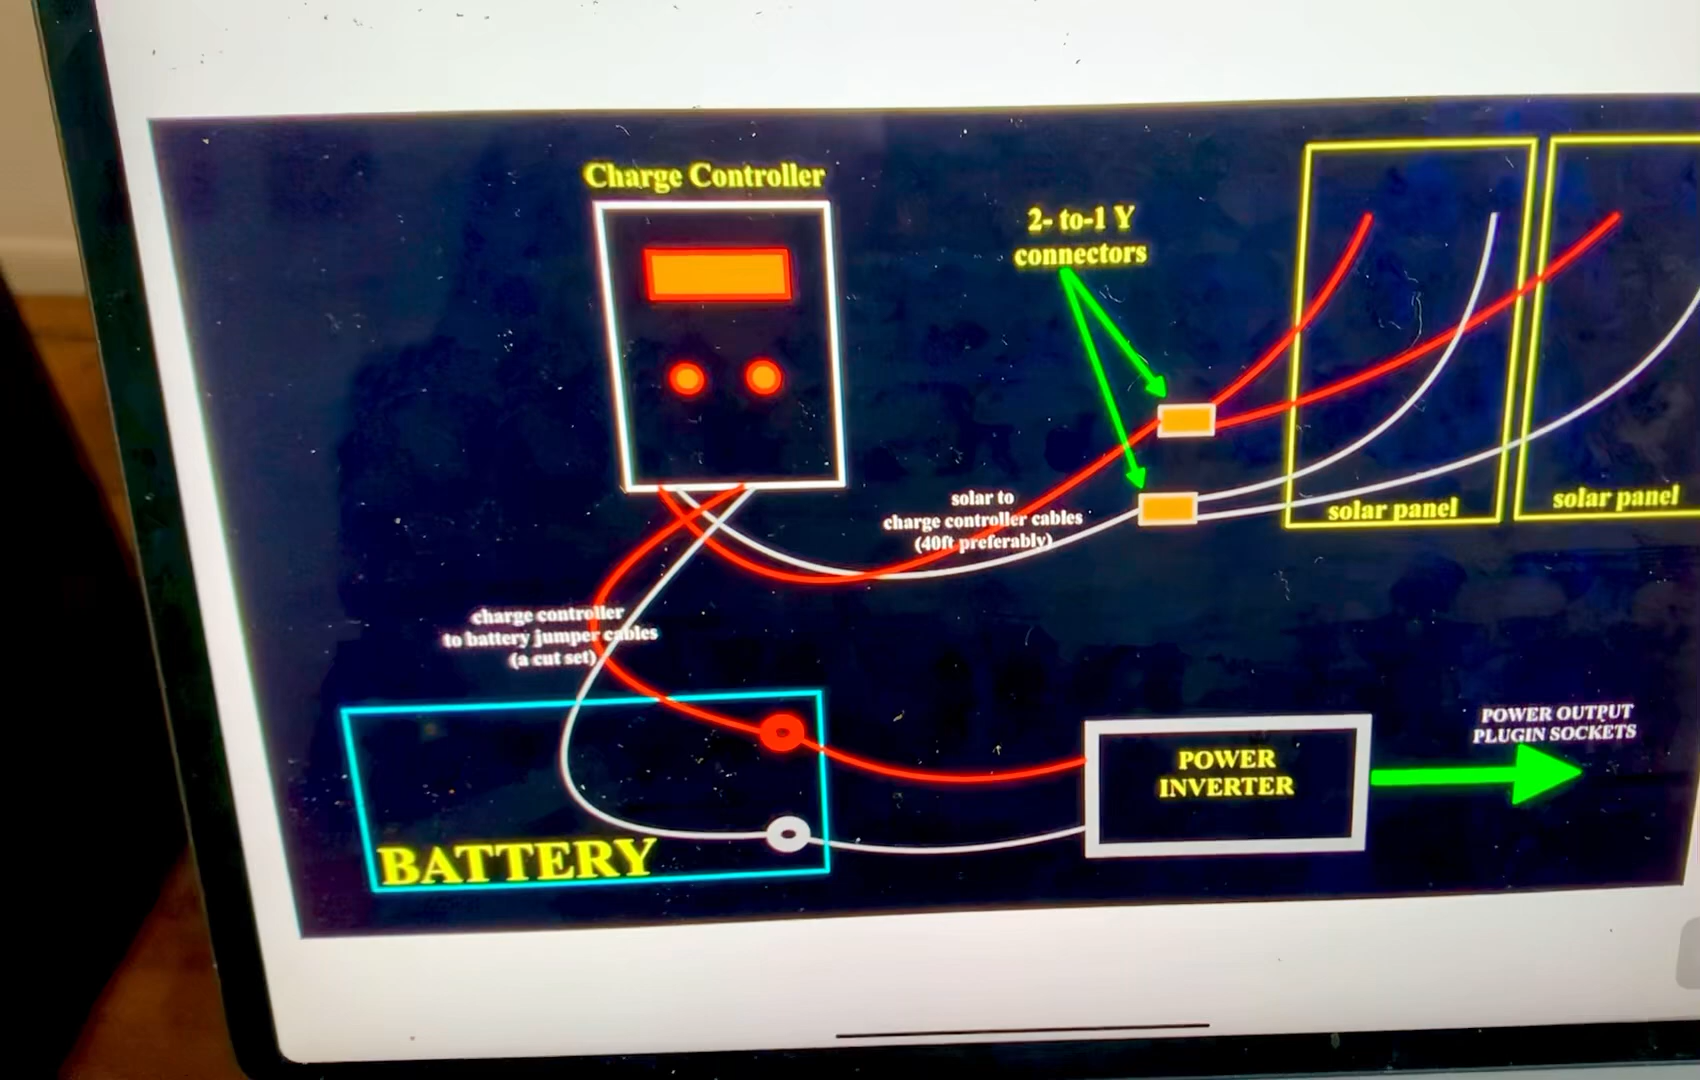 Charge Controller
2- to-1 Y
connectors
solar to
charge controller cables
(40ft preferably)
solar panel
solar panel
charge controller
to battery jumper cables
(a cut set)
BATTERY
POWER
INVERTER
POWER OUTPUT
PLUGIN SOCKETS